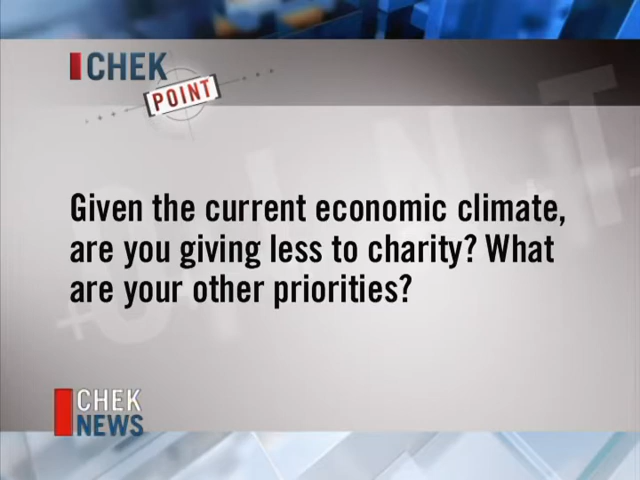 CHEK
POINT
Given the current economic climate,
are you giving less to charity? What
are your other priorities?
CHEK
NEWS